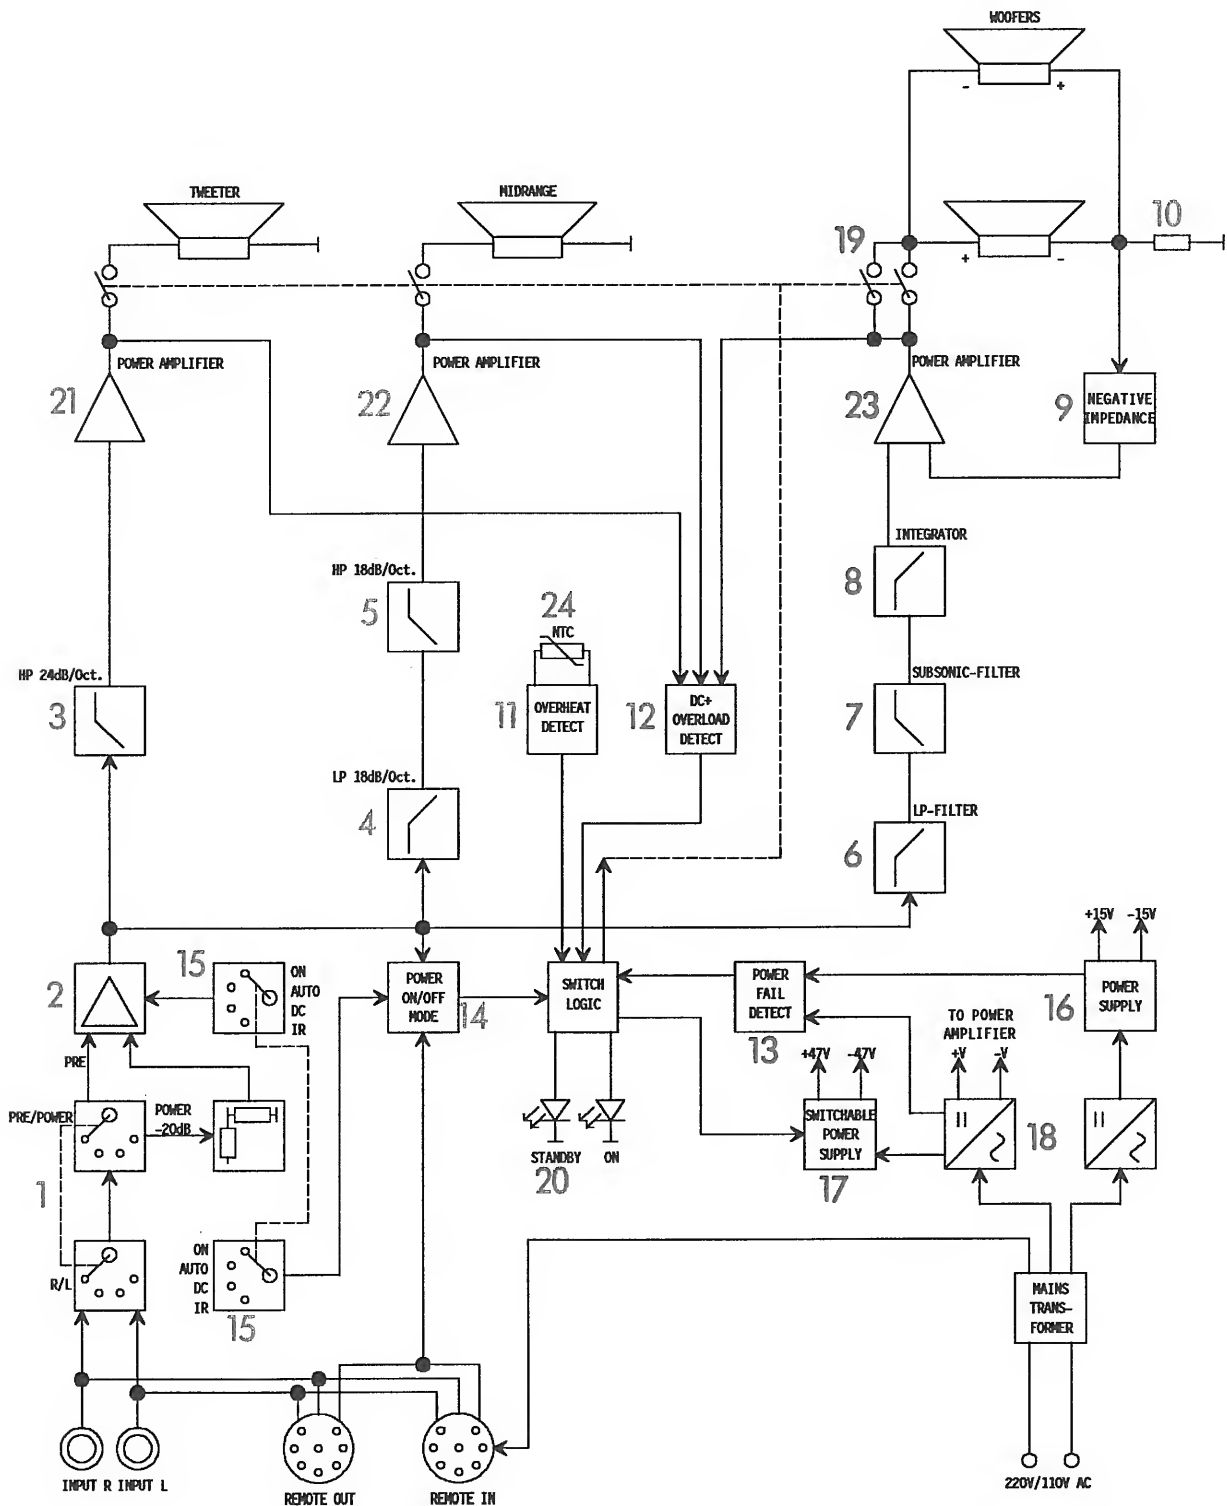 WOOFERS
-
+
TWEETER
MIDRANGE
19
10
+
-
POWER AMPLIFIER
POWER AMPLIFIER
POWER AMPLIFIER
21
22
23
9
NEGATIVE
IMPEDANCE
INTEGRATOR
8
HP 18dB/Oct.
5
24
NTC
HP 24dB/Oct.
3
11
OVERHEAT
DETECT
12
DC+
OVERLOAD
DETECT
SUBSONIC-FILTER
7
LP 18dB/Oct.
4
LP-FILTER
6
+15V
-15V
2
15
ON
AUTO
DC
IR
POWER
ON/OFF
MODE
14
SWITCH
LOGIC
POWER
FAIL
DETECT
13
16
POWER
SUPPLY
TO POWER
AMPLIFIER
+V
-V
+47V
-47V
PRE
PRE/POWER
POWER
-20dB
SWITCHABLE
POWER
SUPPLY
17
18
STANDBY
ON
20
1
R/L
ON
AUTO
DC
IR
15
MAINS
TRANS-
FORMER
INPUT R
INPUT L
REMOTE OUT
REMOTE IN
220V/110V AC